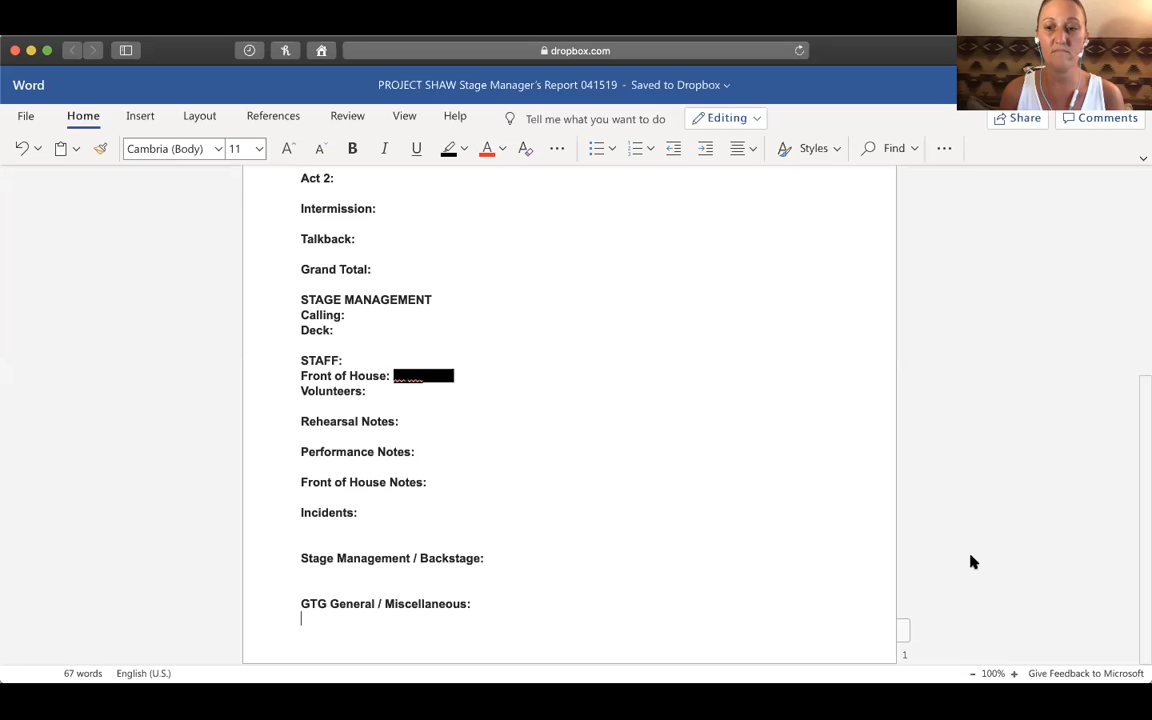 dropbox.com
Word
PROJECT SHAW Stage Manager's Report 041519 - Saved to Dropbox
File Home Insert Layout References Review View Help Tell me what you want to do Editing Share Comments
Cambria (Body) 11 B I U A Styles Find
Act 2:
Intermission:
Talkback:
Grand Total:
STAGE MANAGEMENT
Calling:
Deck:
STAFF:
Front of House:
Volunteers:
Rehearsal Notes:
Performance Notes:
Front of House Notes:
Incidents:
Stage Management / Backstage:
GTG General / Miscellaneous:
1
67 words English (U.S.) - 100% + Give Feedback to Microsoft